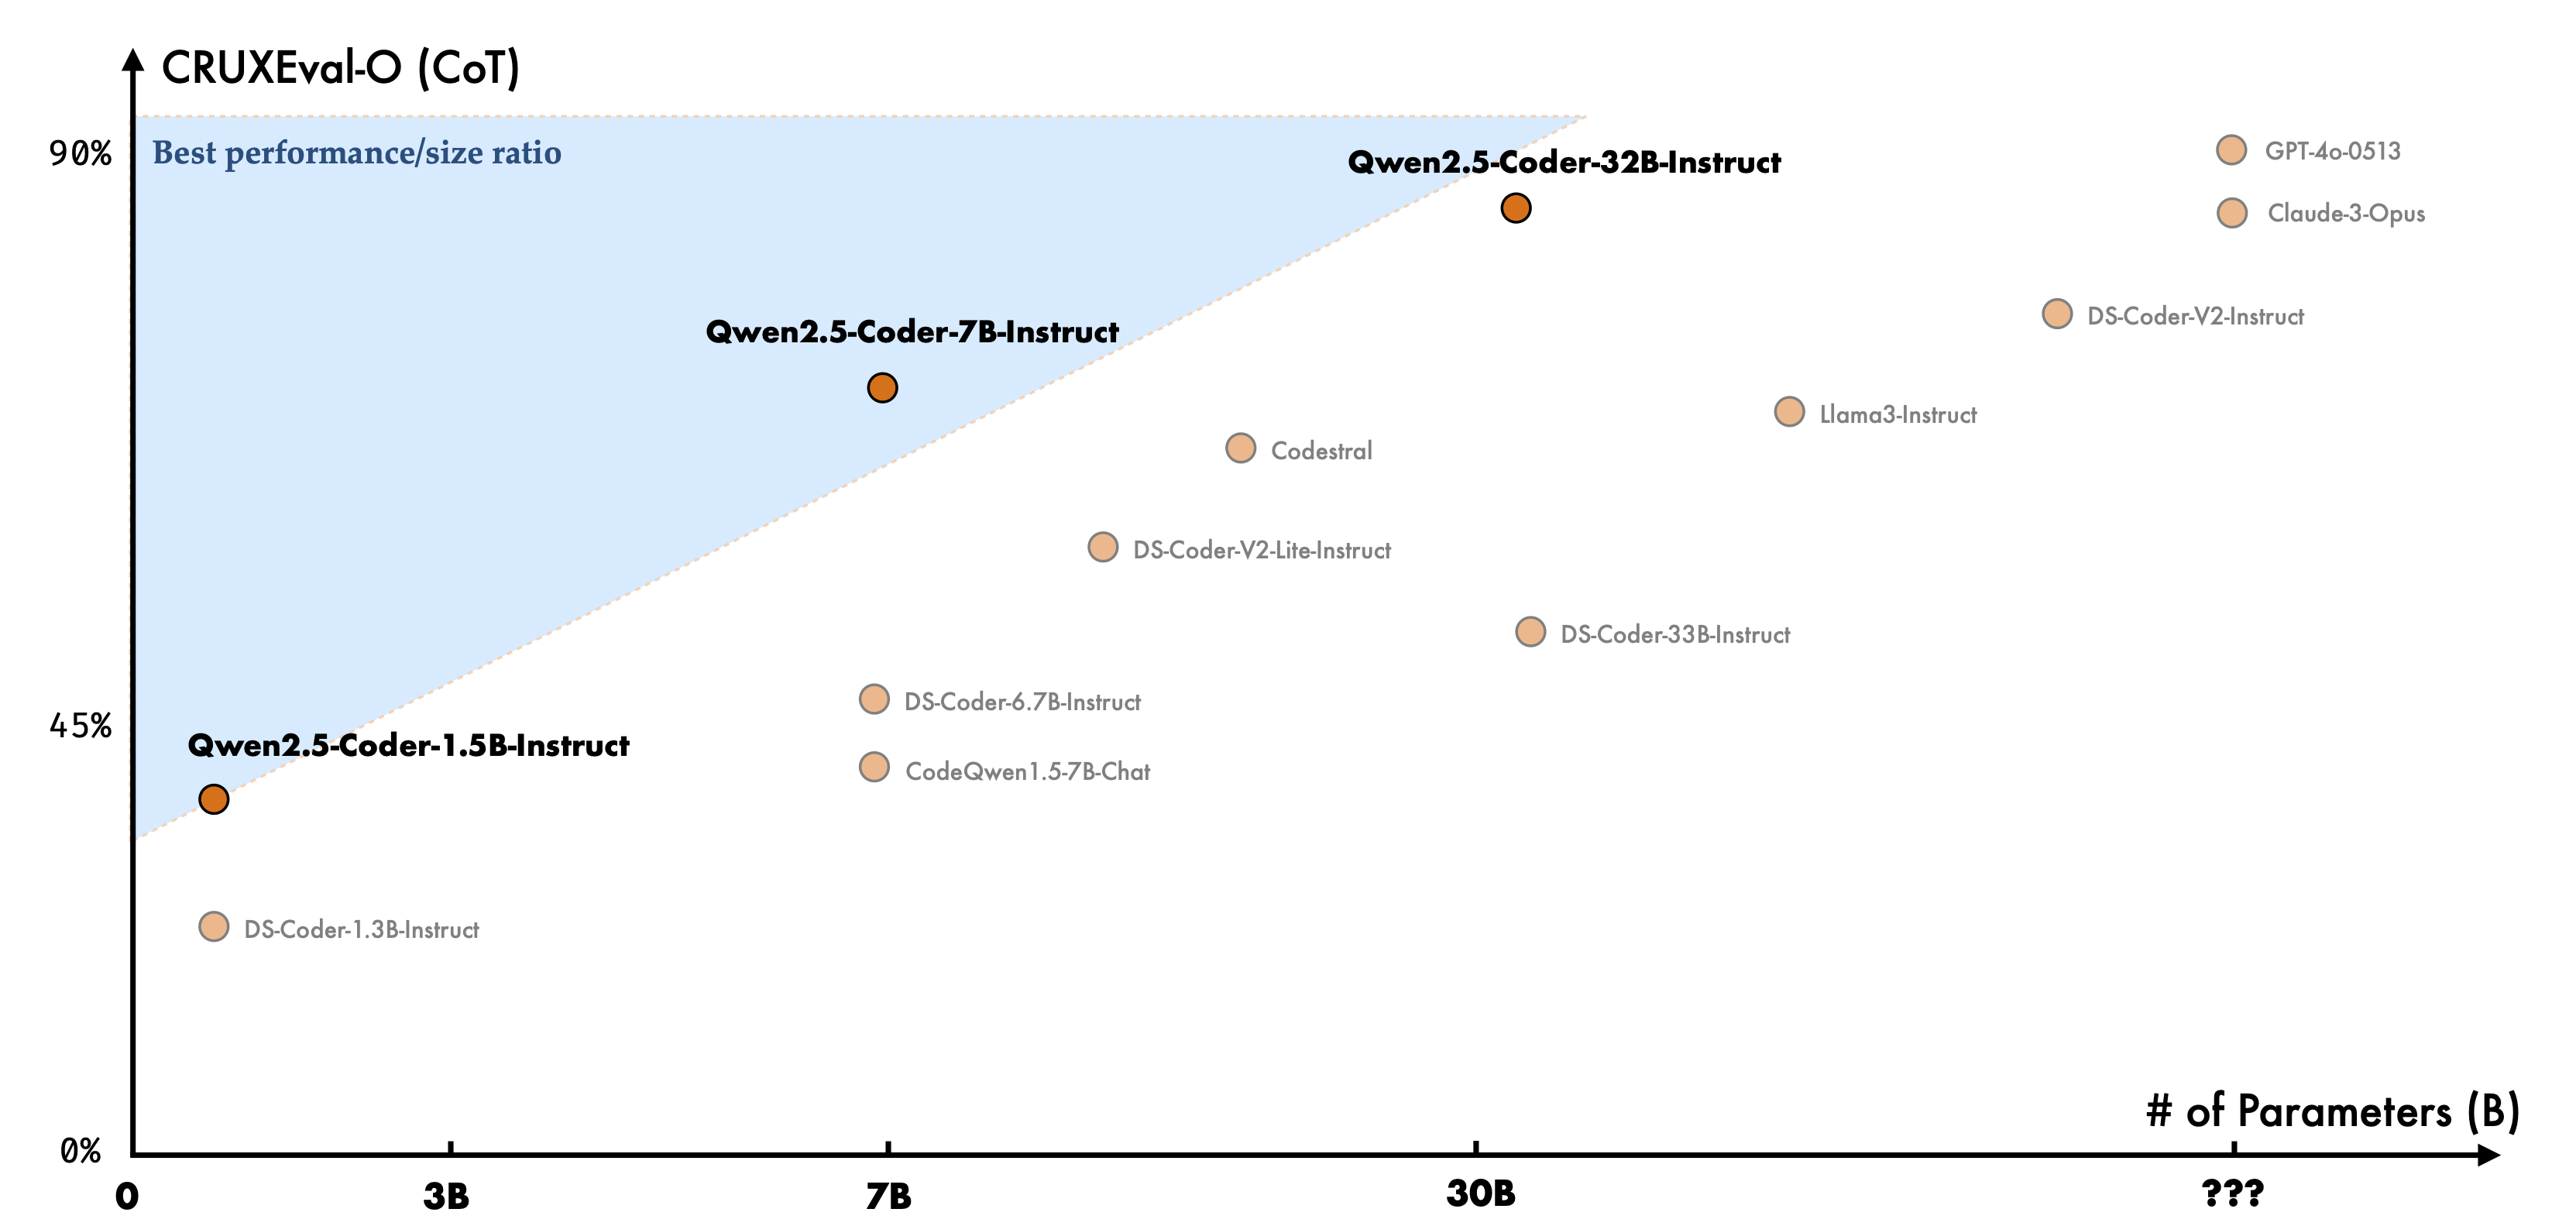 CRUXEval-O (CoT)
90%
Best performance/size ratio
Qwen2.5-Coder-32B-Instruct
GPT-4o-0513
Claude-3-Opus
Qwen2.5-Coder-7B-Instruct
DS-Coder-V2-Instruct
Llama3-Instruct
Codestral
DS-Coder-V2-Lite-Instruct
DS-Coder-33B-Instruct
DS-Coder-6.7B-Instruct
45%
Qwen2.5-Coder-1.5B-Instruct
CodeQwen1.5-7B-Chat
DS-Coder-1.3B-Instruct
# of Parameters (B)
0%
0
3B
7B
30B
???